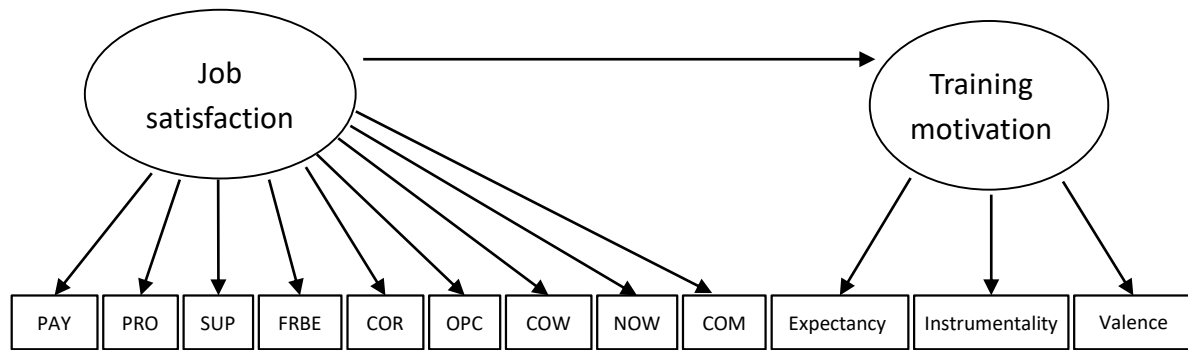 Job
satisfaction
Training
motivation
PAY PRO SUP FRBE COR OPC COW NOW COM Expectancy Instrumentality Valence